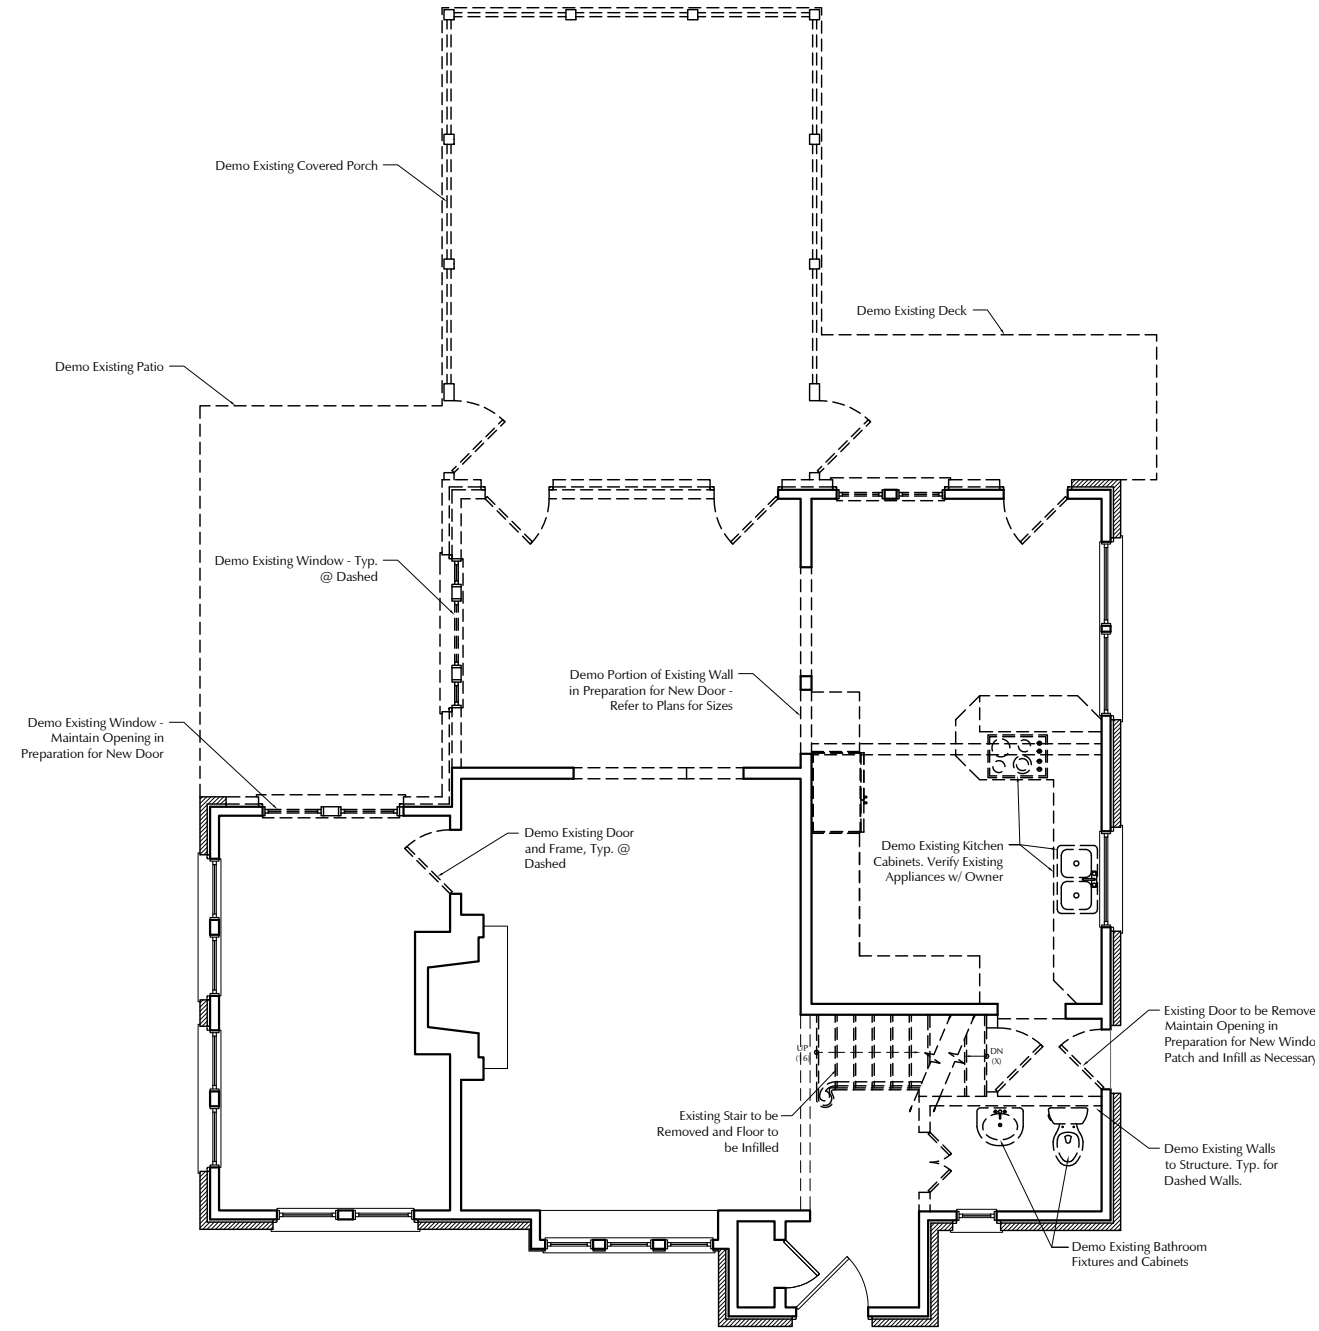 Demo Existing Covered Porch
Demo Existing Deck
Demo Existing Patio
Demo Existing Window - Typ.
@ Dashed
Demo Portion of Existing Wall
in Preparation for New Door -
Refer to Plans for Sizes
Demo Existing Window -
Maintain Opening in
Preparation for New Door
Demo Existing Door
and Frame, Typ. @
Dashed
Demo Existing Kitchen
Cabinets. Verify Existing
Appliances w/ Owner
Existing Door to be Remove
Maintain Opening in
Preparation for New Windo
Patch and Infill as Necessary
UP
(16)
DN
(X)
Existing Stair to be
Removed and Floor to
be Infilled
Demo Existing Walls
to Structure. Typ. for
Dashed Walls.
Demo Existing Bathroom
Fixtures and Cabinets